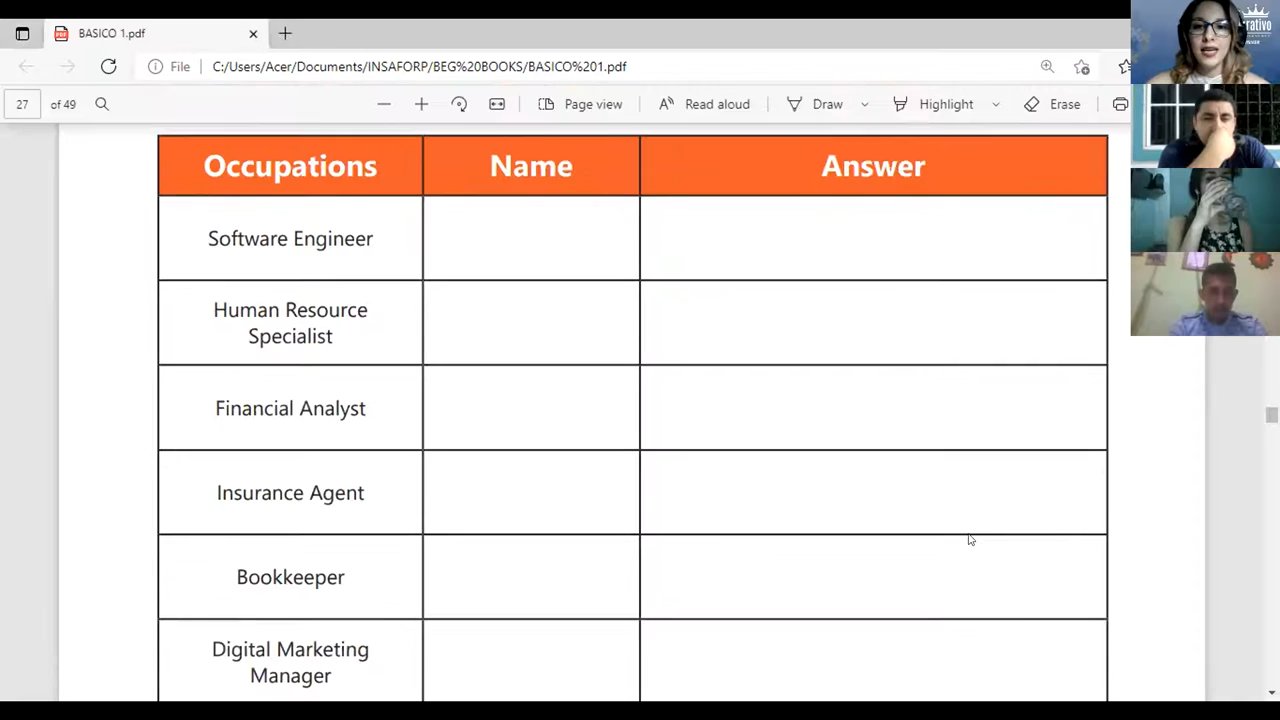 BASICO 1.pdf
File
C:/Users/Acer/Documents/INSAFORP/BEG%20BOOKS/BASICO%201.pdf
27
of 49
Page view
Read aloud
Draw
Highlight
Erase
Occupations
Name
Answer
Software Engineer
Human Resource
Specialist
Financial Analyst
Insurance Agent
Bookkeeper
Digital Marketing
Manager
rativo